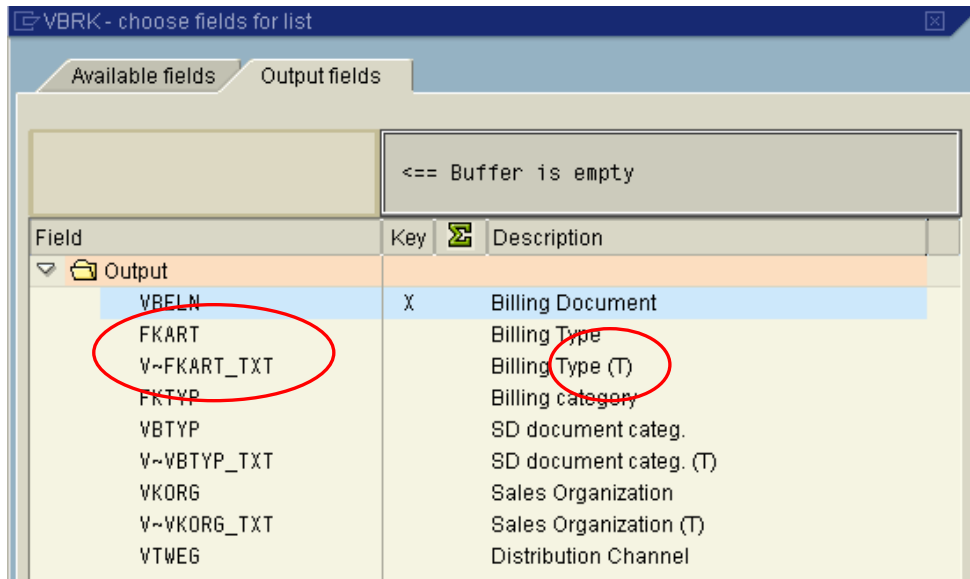 VBRK - choose fields for list
Available fields Output fields
<== Buffer is empty
Field Key Description
Output
VBELN X Billing Document
FKART Billing Type
V~FKART_TXT Billing Type (T)
FKTYP Billing category
VBTYP SD document categ.
V~VBTYP_TXT SD document categ. (T)
VKORG Sales Organization
V~VKORG_TXT Sales Organization (T)
VTWEG Distribution Channel